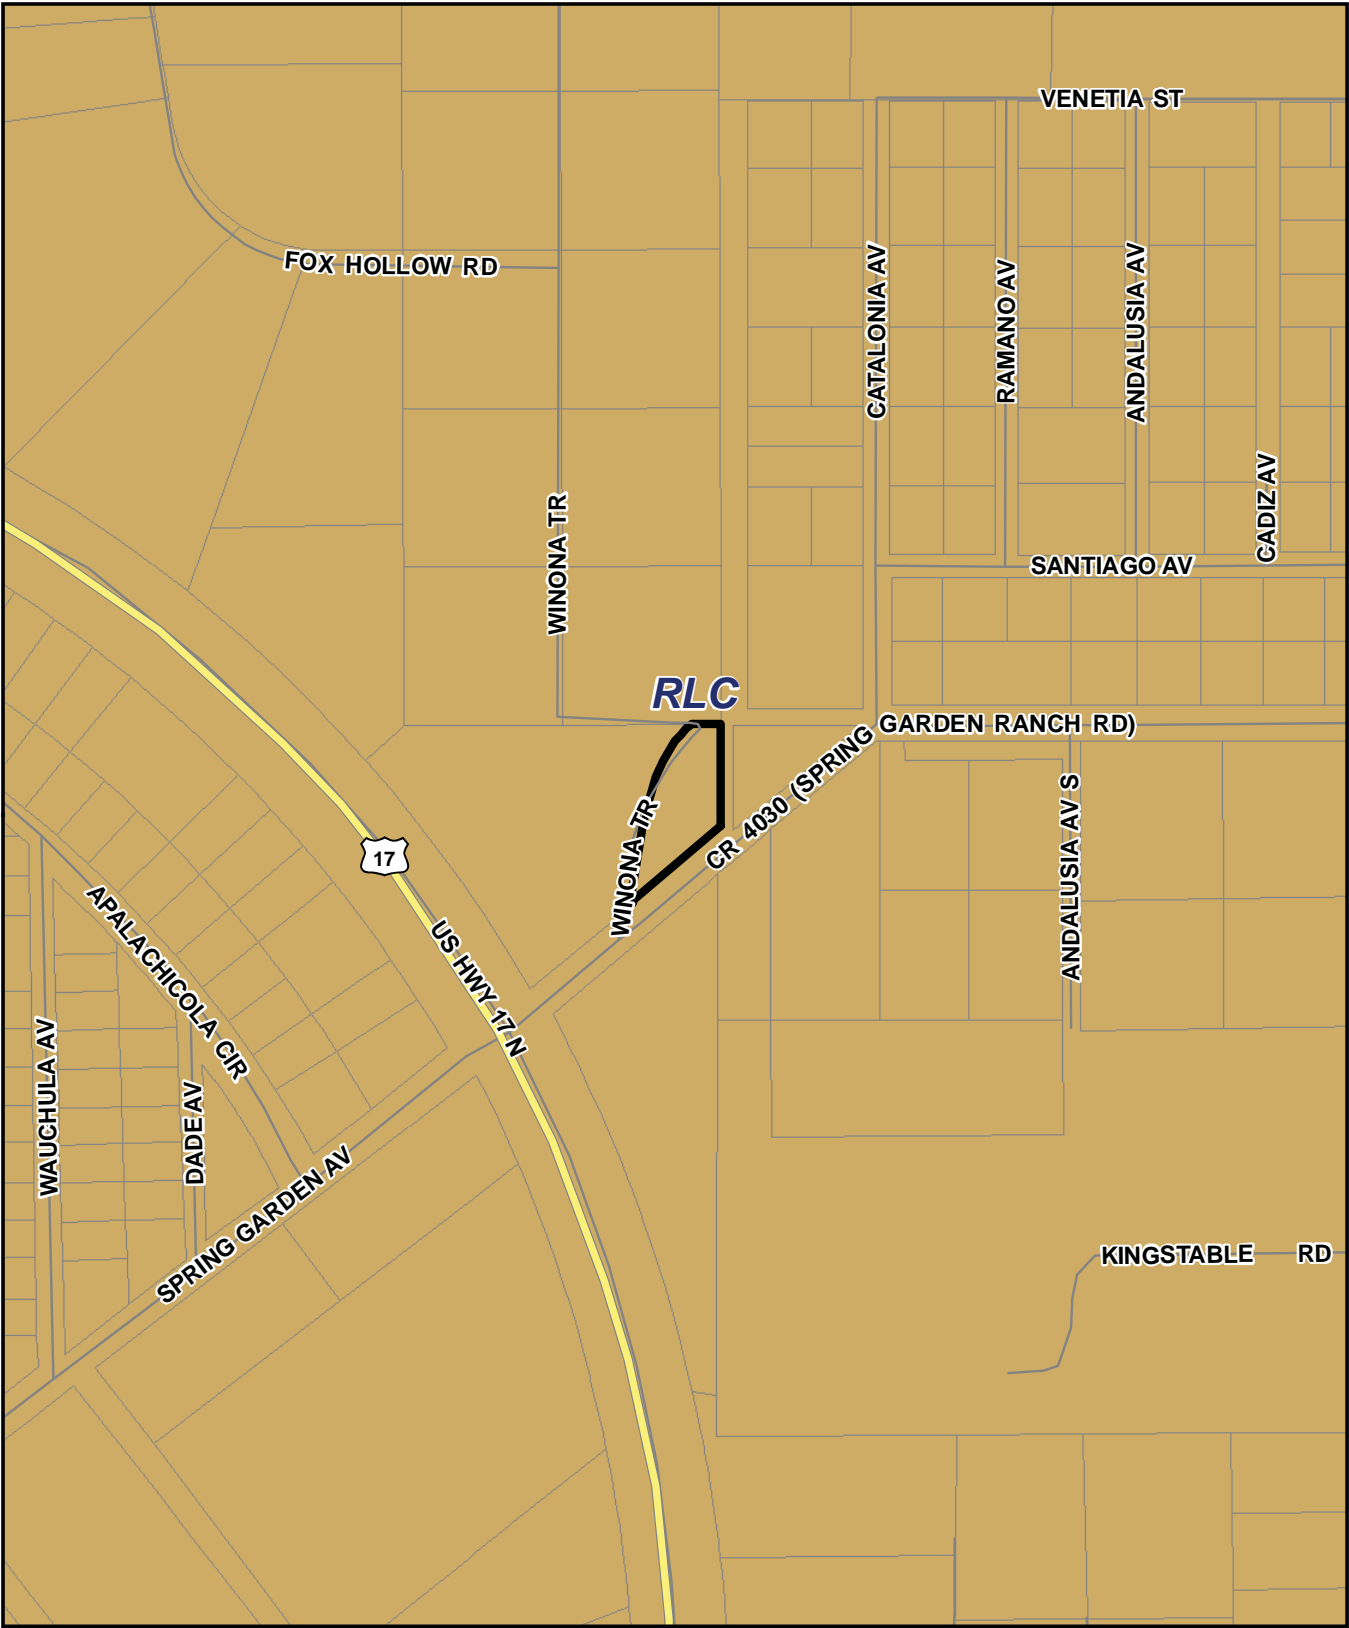 VENETIA ST
FOX HOLLOW RD
CATALONIA AV
RAMANO AV
ANDALUSIA AV
CADIZ AV
WINONA TR
SANTIAGO AV
RLC
CR 4030 (SPRING GARDEN RANCH RD)
WINONA TR
ANDALUSIA AV S
17
APALACHICOLA CIR
US HWY 17 N
WAUCHULA AV
DADE AV
SPRING GARDEN AV
KINGSTABLE RD